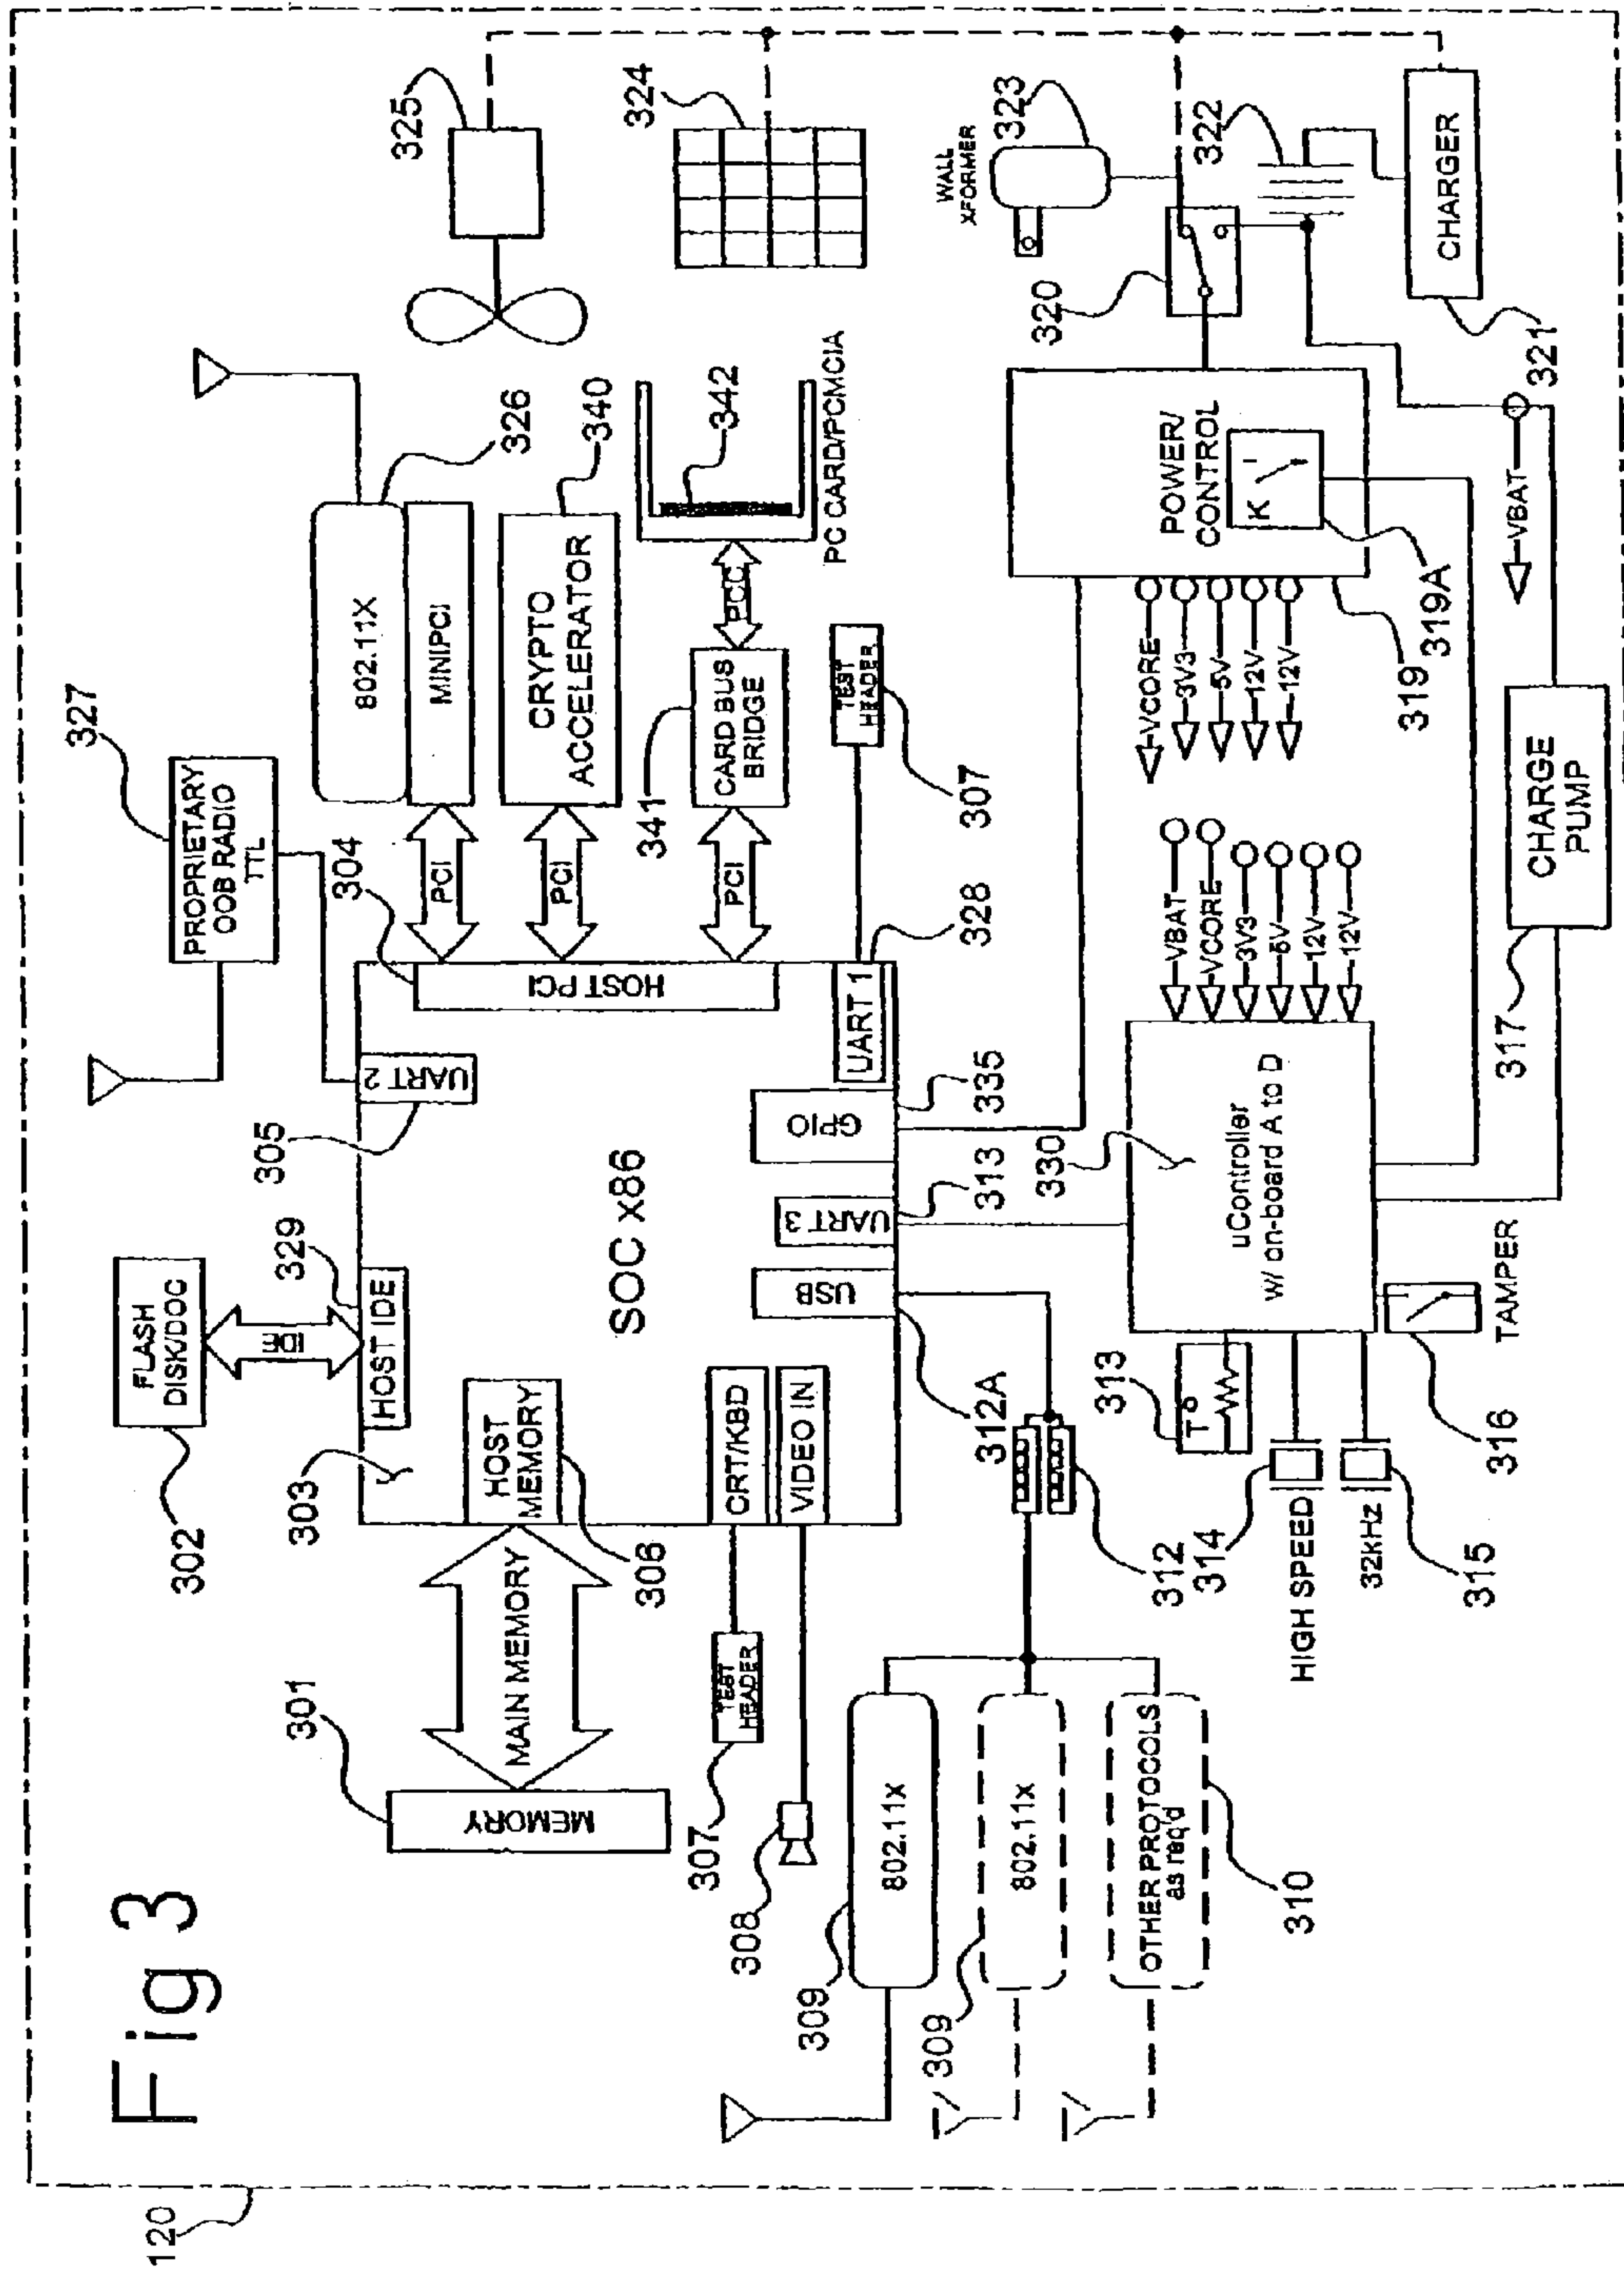 Fig 3
120
327
PROPRIETARY
OOB RADIO
TTL
325
324
326
802.11X
MINIPCI
340
CRYPTO
ACCELERATOR
342
PC CARD/PCMCIA
PCC
341
CARD BUS
BRIDGE
304
PCI
PCI
PCI
HOST PCI
302
FLASH
DISK/DOC
IDE
329
HOST IDE
305
UART 2
303
301
MEMORY
MAIN MEMORY
HOST
MEMORY
306
SOC x86
UART 1
328
TEST
HEADER
307
GPIO
335
UART 3
313
USB
312A
CRT/KBD
VIDEO IN
TEST
HEADER
307
308
309
802.11x
309
802.11x
310
OTHER PROTOCOLS
as req'd
312
313
T°
314
HIGH SPEED
315
32kHz
316
TAMPER
330
uController
w/ on-board A to D
VBAT
VCORE
3V3
5V
12V
-12V
VCORE
3V3
5V
12V
-12V
POWER/
CONTROL
K
319
319A
WALL
XFORMER
323
320
322
CHARGER
321
VBAT
CHARGE
PUMP
317